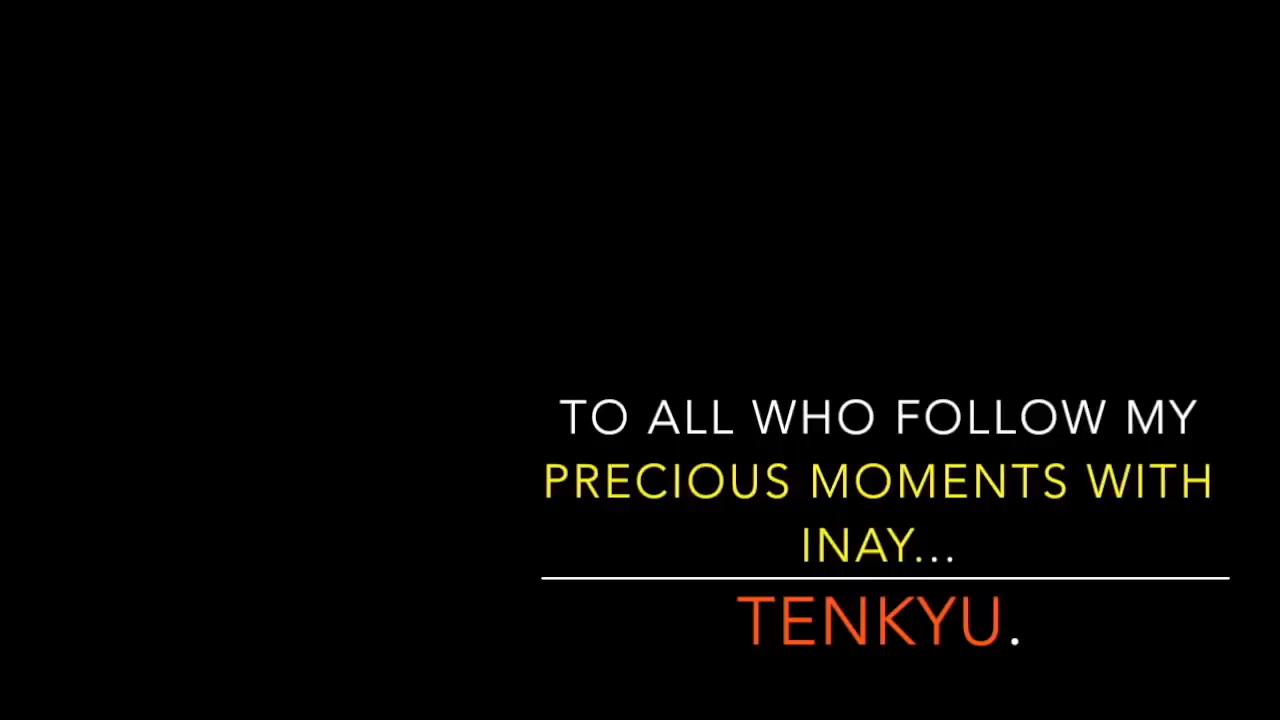 TO ALL WHO FOLLOW MY
PRECIOUS MOMENTS WITH
INAY...
TENKYU.